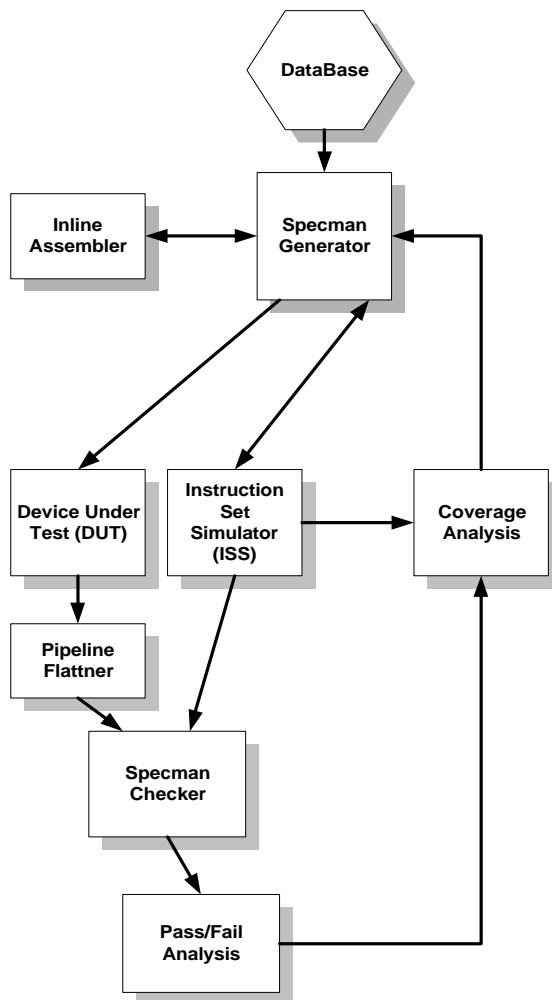 DataBase
Inline
Assembler
Specman
Generator
Device Under
Test (DUT)
Instruction
Set
Simulator
(ISS)
Coverage
Analysis
Pipeline
Flattner
Specman
Checker
Pass/Fail
Analysis